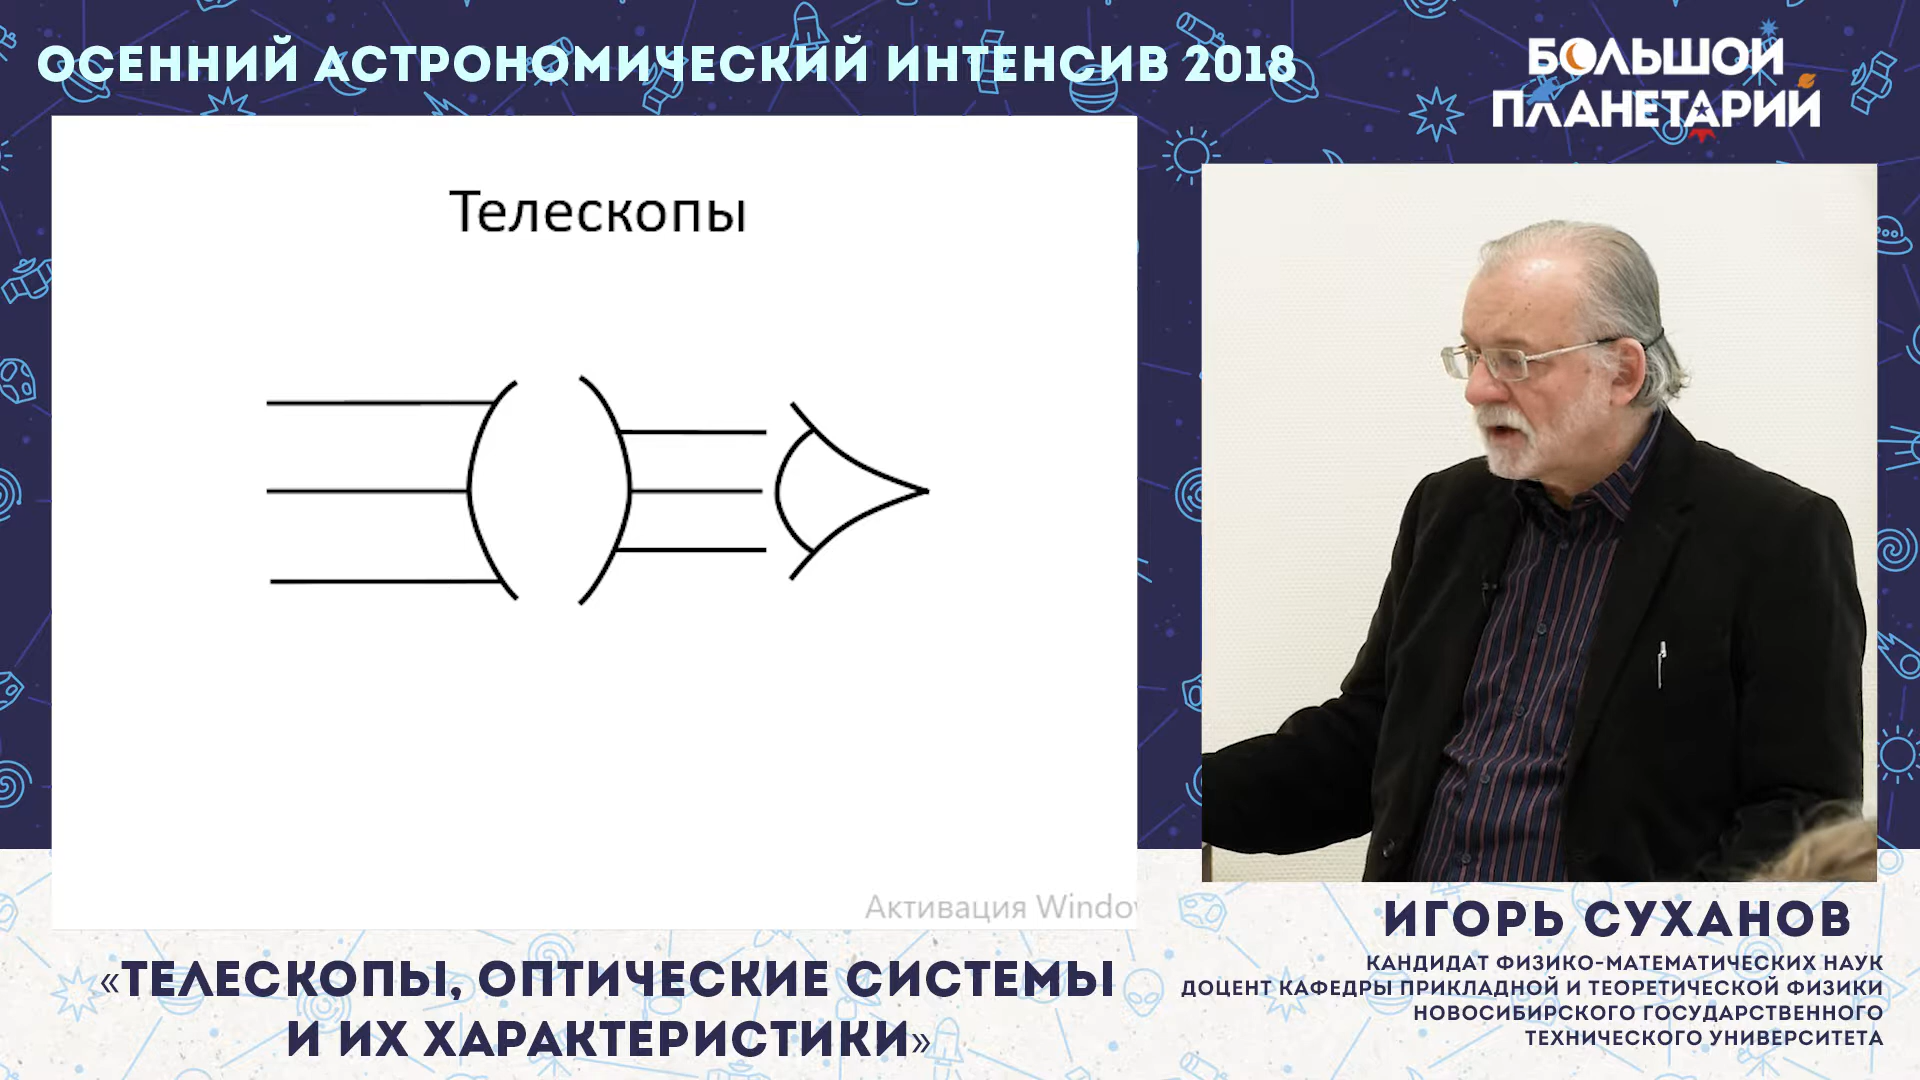 ОСЕННИЙ АСТРОНОМИЧЕСКИЙ ИНТЕНСИВ 2018
БОЛЬШОЙ
ПЛАНЕТАРИЙ
Телескопы
Активация Windo
«ТЕЛЕСКОПЫ, ОПТИЧЕСКИЕ СИСТЕМЫ
И ИХ ХАРАКТЕРИСТИКИ»
ИГОРЬ СУХАНОВ
КАНДИДАТ ФИЗИКО-МАТЕМАТИЧЕСКИХ НАУК
ДОЦЕНТ КАФЕДРЫ ПРИКЛАДНОЙ И ТЕОРЕТИЧЕСКОЙ ФИЗИКИ
НОВОСИБИРСКОГО ГОСУДАРСТВЕННОГО
ТЕХНИЧЕСКОГО УНИВЕРСИТЕТА